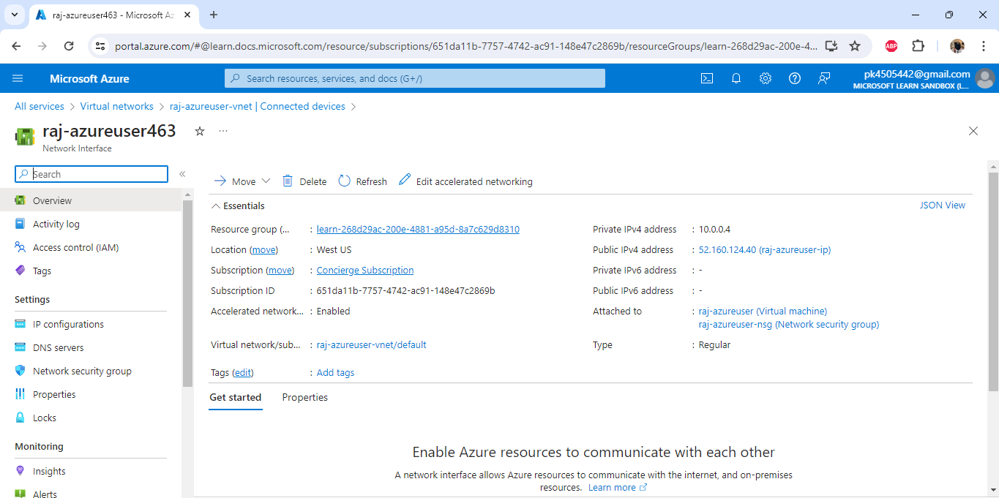 raj-azureuser463 - Microsoft Az
portal.azure.com/#@learn.docs.microsoft.com/resource/subscriptions/651da11b-7757-4742-ac91-148e47c2869b/resourceGroups/learn-268d29ac-200e-4...
ABP
Microsoft Azure
Search resources, services, and docs (G+/)
pk4505442@gmail.com
MICROSOFT LEARN SANDBOX (L...
All services > Virtual networks > raj-azureuser-vnet | Connected devices >
raj-azureuser463
Network Interface
Search
Overview
Activity log
Access control (IAM)
Tags
Settings
IP configurations
DNS servers
Network security group
Properties
Locks
Monitoring
Insights
Alerts
Move Delete Refresh Edit accelerated networking
Essentials JSON View
Resource group (... : learn-268d29ac-200e-4881-a95d-8a7c629d8310
Location (move) : West US
Subscription (move) : Concierge Subscription
Subscription ID : 651da11b-7757-4742-ac91-148e47c2869b
Accelerated network... : Enabled
Virtual network/sub... : raj-azureuser-vnet/default
Private IPv4 address : 10.0.0.4
Public IPv4 address : 52.160.124.40 (raj-azureuser-ip)
Private IPv6 address : -
Public IPv6 address : -
Attached to : raj-azureuser (Virtual machine)
raj-azureuser-nsg (Network security group)
Type : Regular
Tags (edit) : Add tags
Get started Properties
Enable Azure resources to communicate with each other
A network interface allows Azure resources to communicate with the internet, and on-premises
resources. Learn more